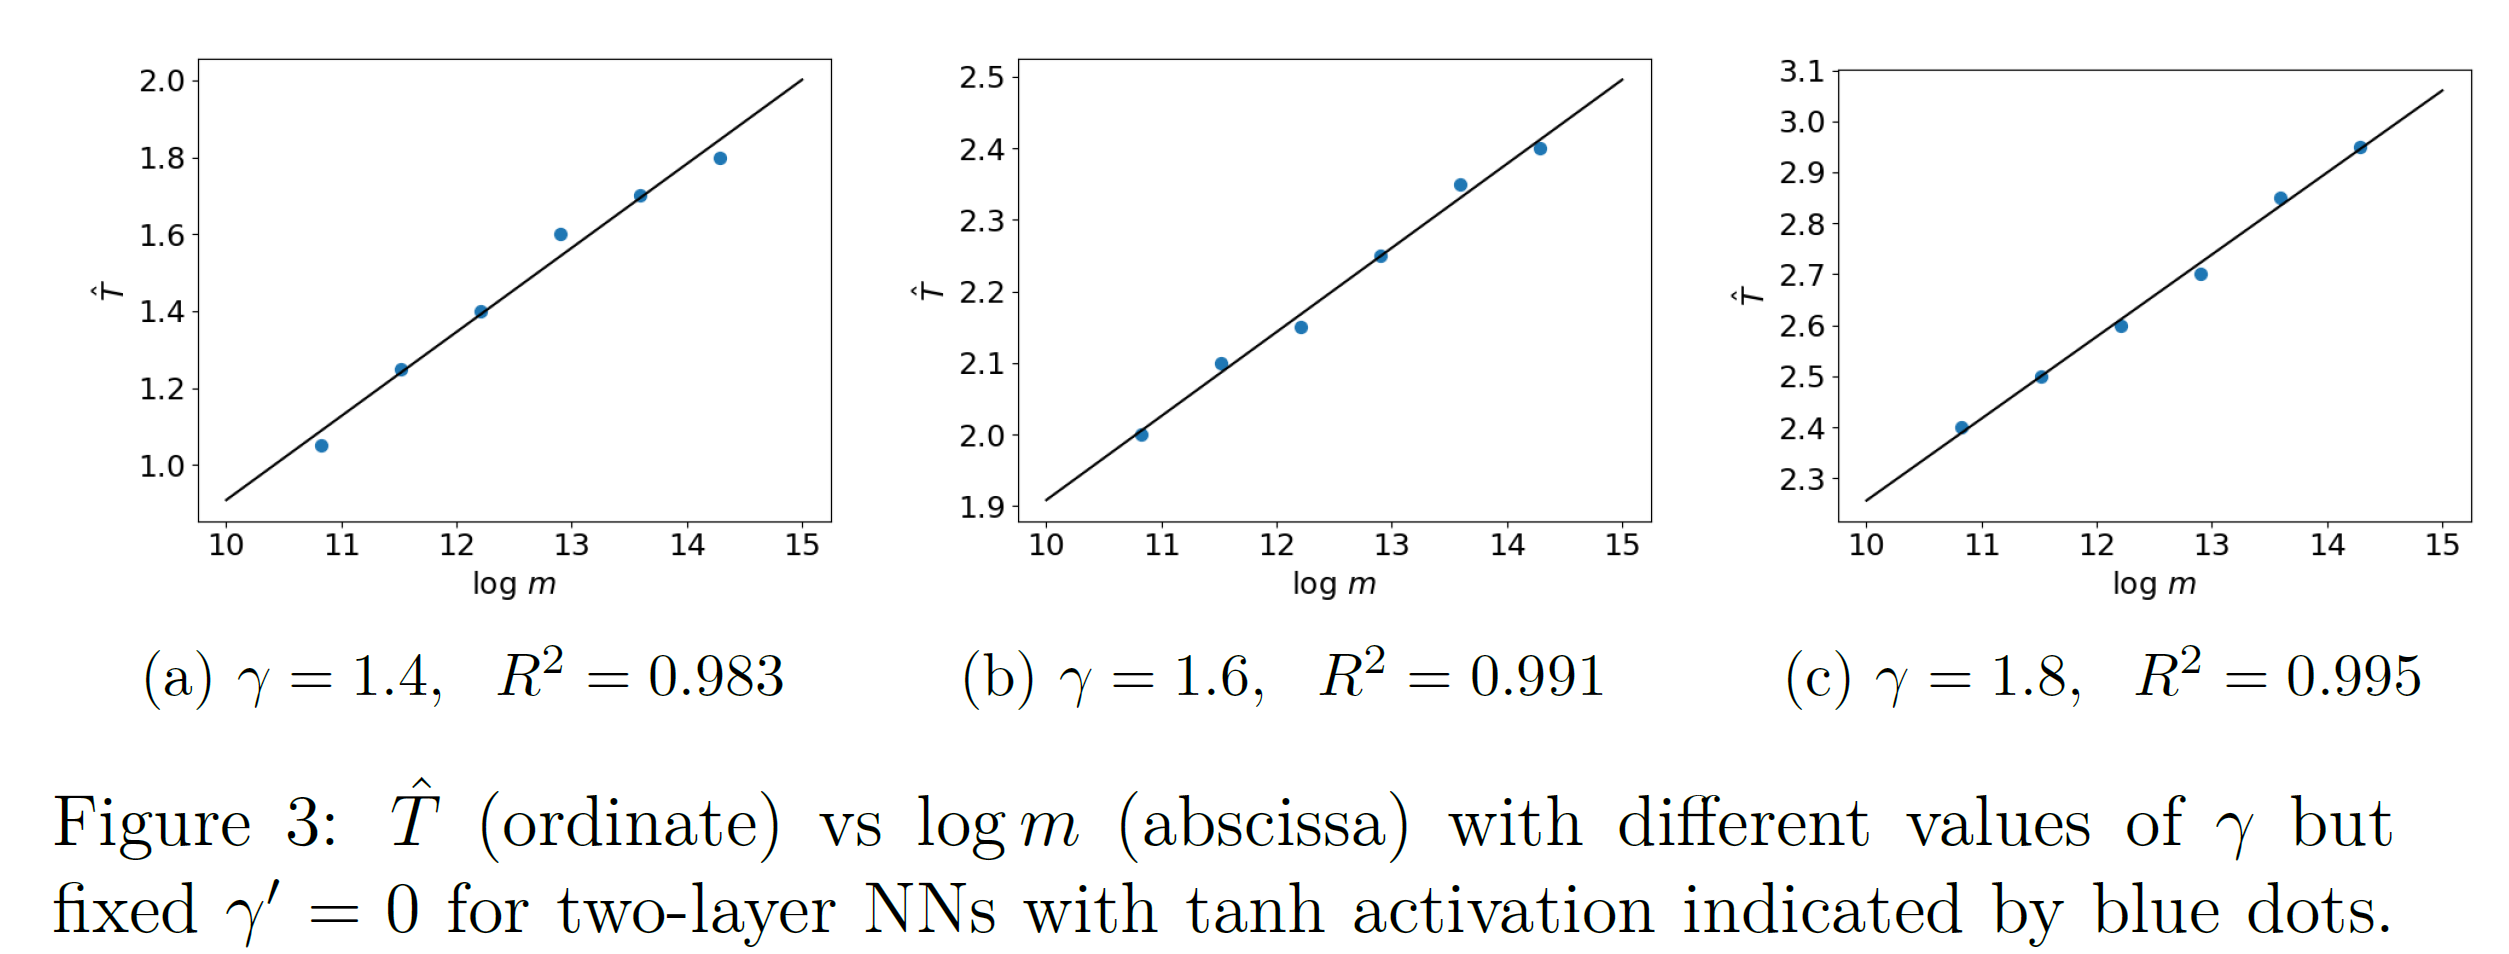 2.0
1.8
1.6
1.4
1.2
1.0
T̂
10 11 12 13 14 15
log m
2.5
2.4
2.3
2.2
2.1
2.0
1.9
T̂
10 11 12 13 14 15
log m
3.1
3.0
2.9
2.8
2.7
2.6
2.5
2.4
2.3
T̂
10 11 12 13 14 15
log m
(a) γ = 1.4, R² = 0.983
(b) γ = 1.6, R² = 0.991
(c) γ = 1.8, R² = 0.995
Figure 3: T̂ (ordinate) vs log m (abscissa) with different values of γ but
fixed γ′ = 0 for two-layer NNs with tanh activation indicated by blue dots.